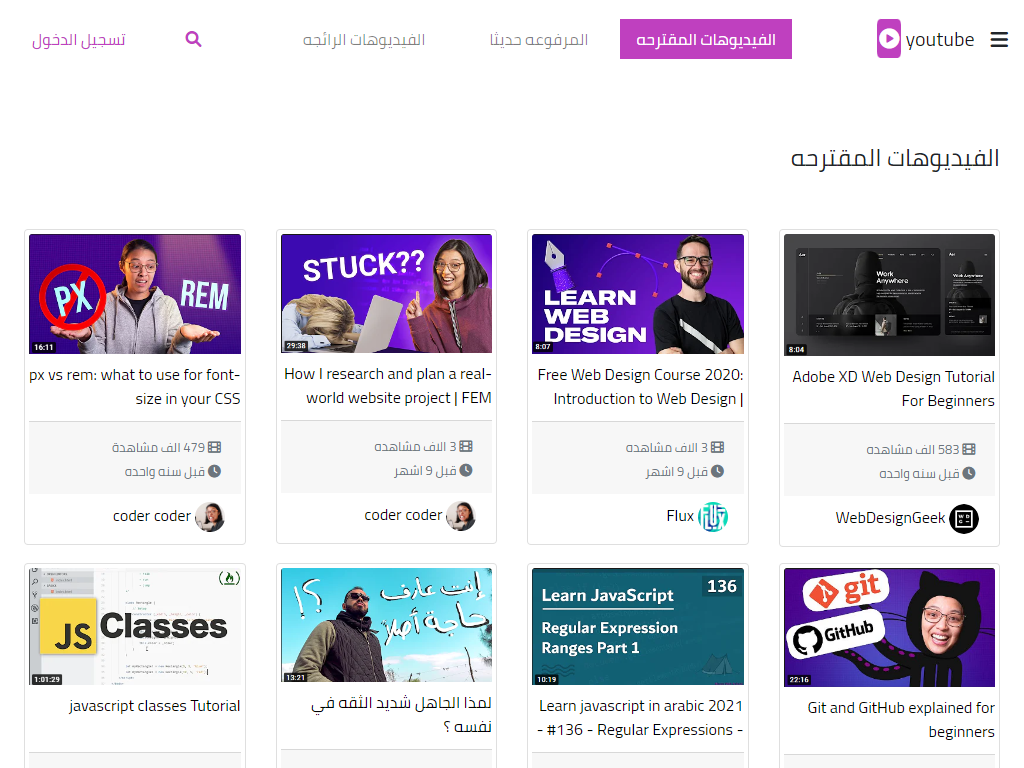 youtube
الفيديوهات المقترحه
المرفوعه حديثا
الفيديوهات الرائجه
تسجيل الدخول
الفيديوهات المقترحه
Work
Anywhere
Work Anywhere
8:04
Adobe XD Web Design Tutorial
For Beginners
583 الف مشاهده
قبل سنه واحده
WebDesignGeek
LEARN
WEB
DESIGN
8:07
Free Web Design Course 2020:
Introduction to Web Design |
3 الاف مشاهده
قبل 9 اشهر
Flux
STUCK??
29:38
How I research and plan a real-
world website project | FEM
3 الاف مشاهده
قبل 9 اشهر
coder coder
PX
REM
16:11
px vs rem: what to use for font-
size in your CSS
479 الف مشاهدة
قبل سنه واحده
coder coder
git
GitHub
22:16
Git and GitHub explained for
beginners
136
Learn JavaScript
Regular Expression
Ranges Part 1
10:19
Learn javascript in arabic 2021
- #136 - Regular Expressions -
إنت عارف
حاجة أصلا
؟!
13:21
لمذا الجاهل شديد الثقه في
نفسه ؟
JS Classes
1:01:29
javascript classes Tutorial